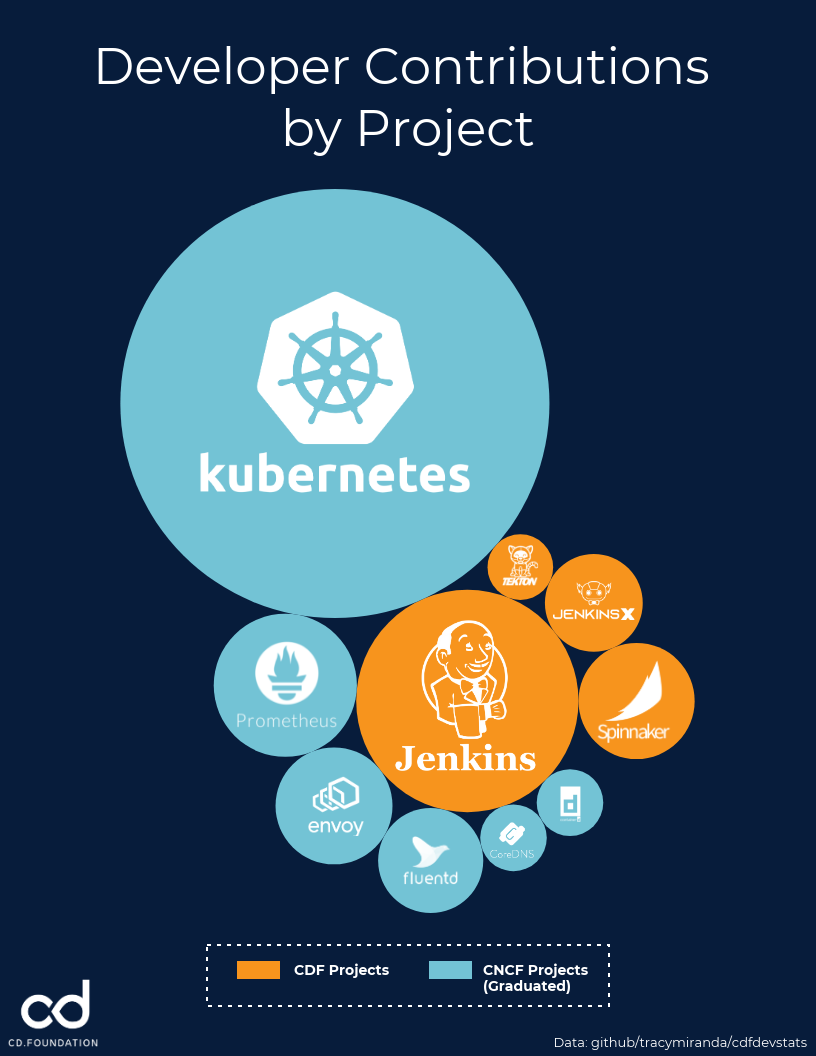 Developer Contributions
by Project
kubernetes
TEKTON
JENKINS X
Prometheus
Spinnaker
Jenkins
envoy
d
CoreDNS
fluentd
CDF Projects
CNCF Projects
(Graduated)
cd
CD.FOUNDATION
Data: github/tracymiranda/cdfdevstats